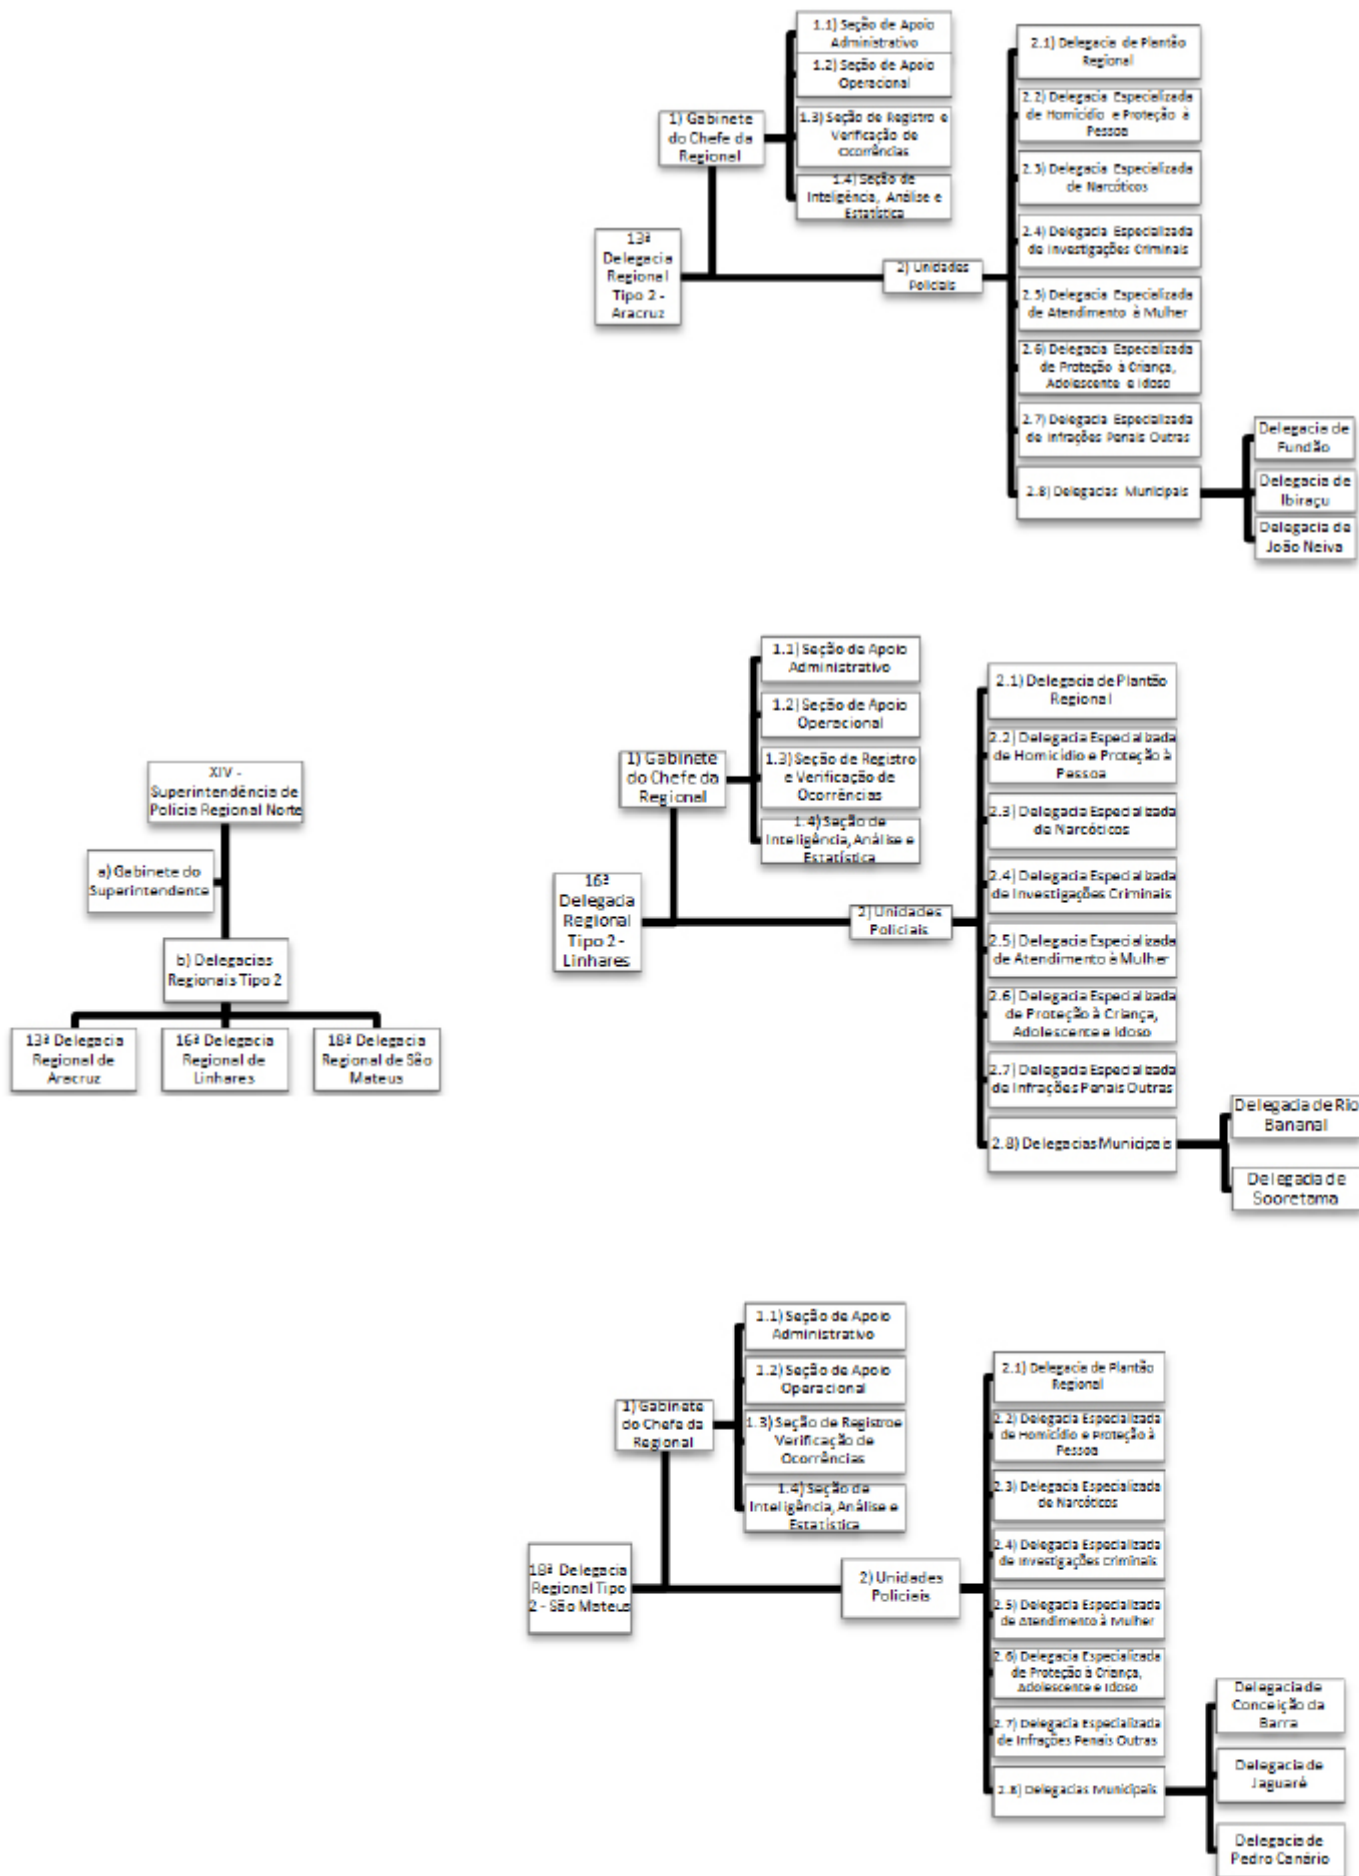 1.1) Seção de Apoio
Administrativo
1.2) Seção de Apoio
Operacional
1) Gabinete
do Chefe da
Regional
1.3) Seção de Registro e
Verificação de
Ocorrências
1.4) Seção de
Inteligência, Análise e
Estatística
13ª
Delegacia
Regional
Tipo 2 -
Aracruz
2) Unidades
Policiais
2.1) Delegacia de Plantão
Regional
2.2) Delegacia Especializada
de Homicídio e Proteção à
Pessoa
2.3) Delegacia Especializada
de Narcóticos
2.4) Delegacia Especializada
de Investigações Criminais
2.5) Delegacia Especializada
de Atendimento à Mulher
2.6) Delegacia Especializada
de Proteção à Criança,
Adolescente e Idoso
2.7) Delegacia Especializada
de Infrações Penais Outras
2.8) Delegacias Municipais
Delegacia de
Fundão
Delegacia de
Ibiraçu
Delegacia de
João Neiva
XIV -
Superintendência de
Polícia Regional Norte
a) Gabinete do
Superintendente
b) Delegacias
Regionais Tipo 2
13ª Delegacia
Regional de
Aracruz
16ª Delegacia
Regional de
Linhares
18ª Delegacia
Regional de São
Mateus
1.1) Seção de Apoio
Administrativo
1.2) Seção de Apoio
Operacional
1) Gabinete
do Chefe da
Regional
1.3) Seção de Registro
e Verificação de
Ocorrências
1.4) Seção de
Inteligência, Análise e
Estatística
16ª
Delegacia
Regional
Tipo 2 -
Linhares
2) Unidades
Policiais
2.1) Delegacia de Plantão
Regional
2.2) Delegacia Especializada
de Homicídio e Proteção à
Pessoa
2.3) Delegacia Especializada
de Narcóticos
2.4) Delegacia Especializada
de Investigações Criminais
2.5) Delegacia Especializada
de Atendimento à Mulher
2.6) Delegacia Especializada
de Proteção à Criança,
Adolescente e Idoso
2.7) Delegacia Especializada
de Infrações Penais Outras
2.8) Delegacias Municipais
Delegacia de Rio
Bananal
Delegacia de
Sooretama
1.1) Seção de Apoio
Administrativo
1.2) Seção de Apoio
Operacional
1) Gabinete
do Chefe da
Regional
1.3) Seção de Registro e
Verificação de
Ocorrências
1.4) Seção de
Inteligência, Análise e
Estatística
18ª Delegacia
Regional Tipo
2 - São Mateus
2) Unidades
Policiais
2.1) Delegacia de Plantão
Regional
2.2) Delegacia Especializada
de Homicídio e Proteção à
Pessoa
2.3) Delegacia Especializada
de Narcóticos
2.4) Delegacia Especializada
de Investigações Criminais
2.5) Delegacia Especializada
de Atendimento à Mulher
2.6) Delegacia Especializada
de Proteção à Criança,
Adolescente e Idoso
2.7) Delegacia Especializada
de Infrações Penais Outras
2.8) Delegacias Municipais
Delegacia de
Conceição da
Barra
Delegacia de
Jaguaré
Delegacia de
Pedro Canário